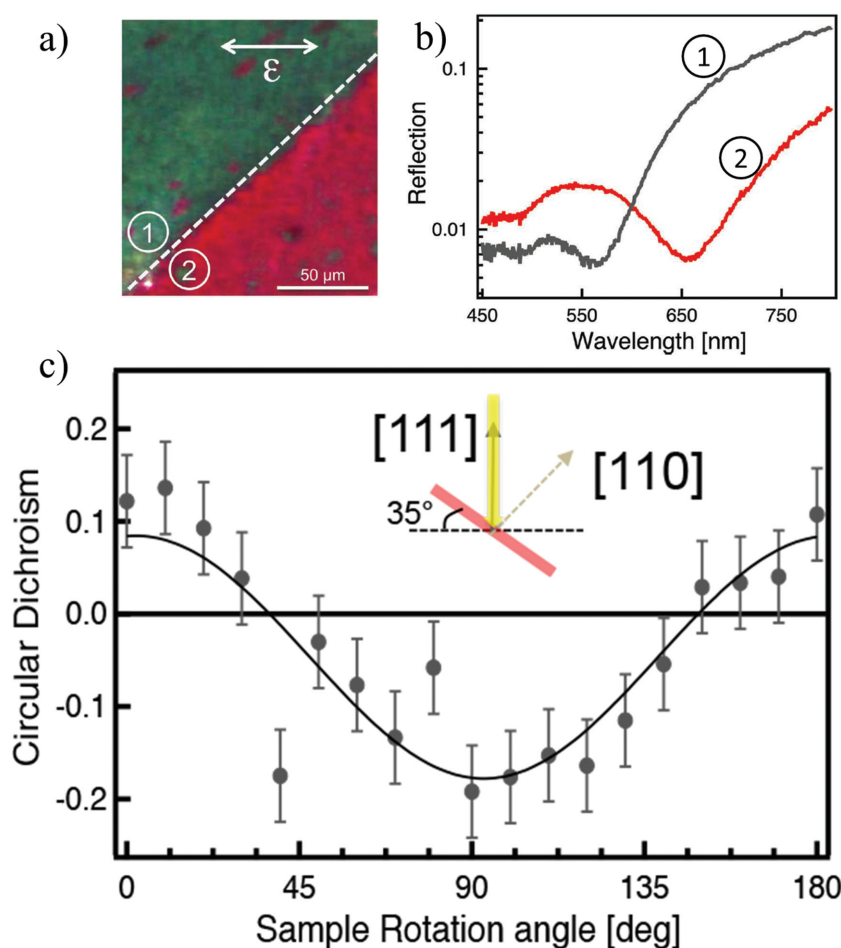 a)
ε
1
2
50 µm
b)
Reflection
0.1
0.01
1
2
450 550 650 750
Wavelength [nm]
c)
Circular Dichroism
0.2
0.1
0.0
-0.1
-0.2
[111]
[110]
35°
0 45 90 135 180
Sample Rotation angle [deg]